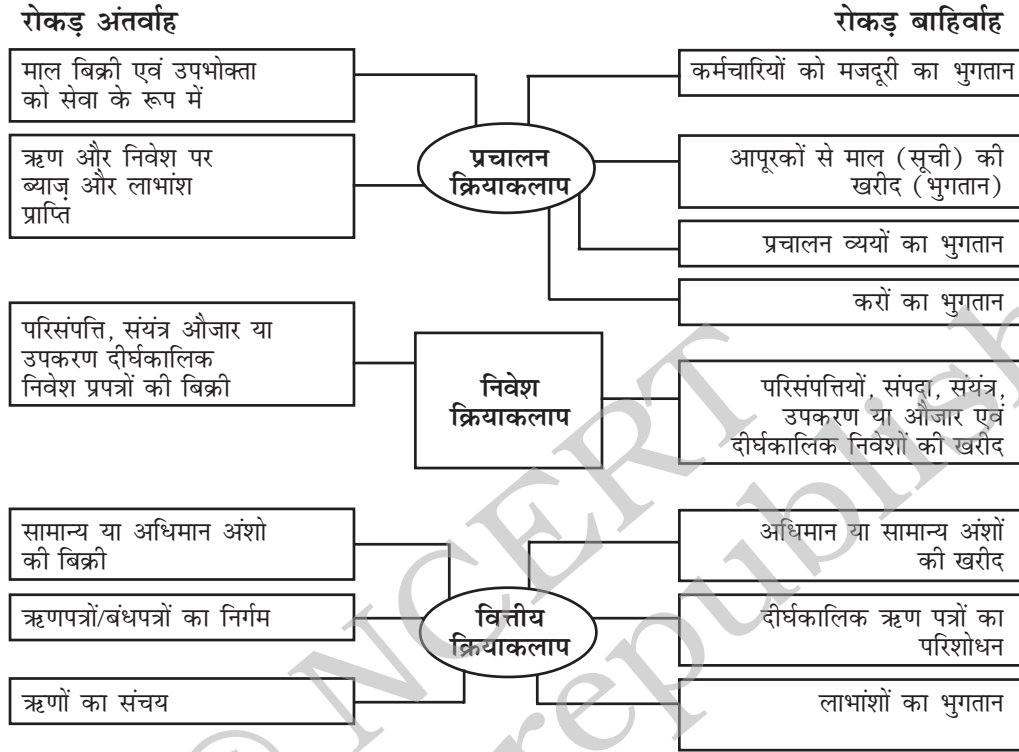 रोकड़ अंतर्वाह
रोकड़ बाहिर्वाह
माल बिक्री एवं उपभोक्ता
को सेवा के रूप में
ऋण और निवेश पर
ब्याज़ और लाभांश
प्राप्ति
प्रचालन
क्रियाकलाप
कर्मचारियों को मजदूरी का भुगतान
आपूरकों से माल (सूची) की
खरीद (भुगतान)
प्रचालन व्ययों का भुगतान
करों का भुगतान
परिसंपत्ति, संयंत्र औजार या
उपकरण दीर्घकालिक
निवेश प्रपत्रों की बिक्री
निवेश
क्रियाकलाप
परिसंपत्तियों, संपदा, संयंत्र,
उपकरण या औजार एवं
दीर्घकालिक निवेशों की खरीद
सामान्य या अधिमान अंशो
की बिक्री
ऋणपत्रों/बंधपत्रों का निर्गम
ऋणों का संचय
वित्तीय
क्रियाकलाप
अधिमान या सामान्य अंशों
की खरीद
दीर्घकालिक ऋण पत्रों का
परिशोधन
लाभांशों का भुगतान
© NCERT
republish